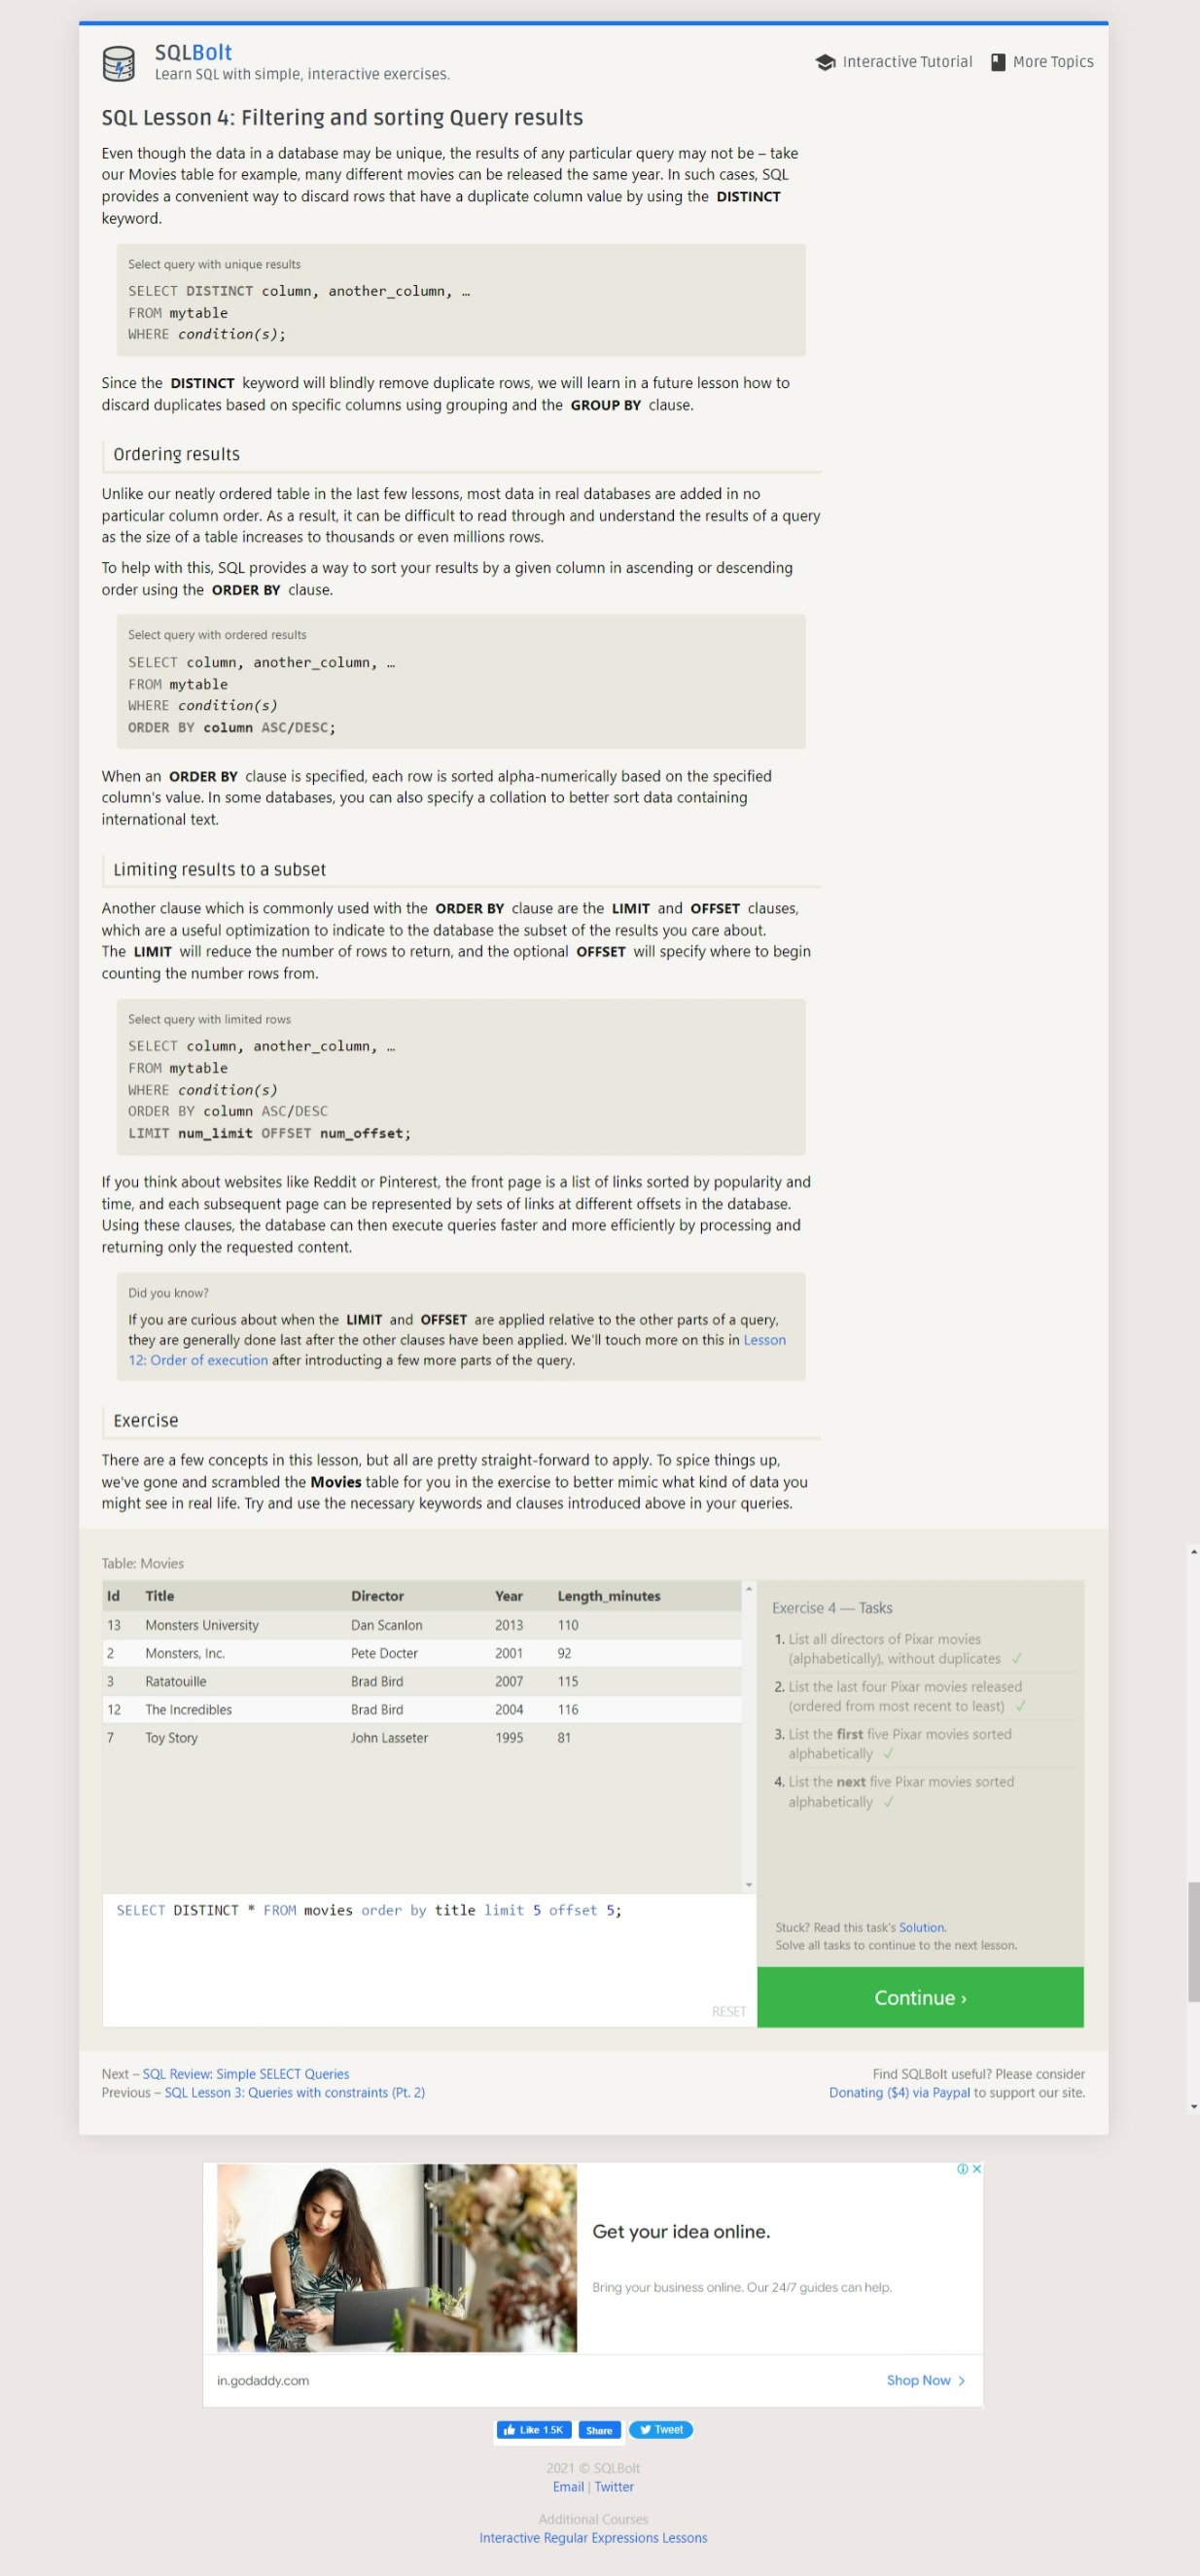 SQLBolt
Learn SQL with simple, interactive exercises.
Interactive Tutorial
More Topics
SQL Lesson 4: Filtering and sorting Query results
Even though the data in a database may be unique, the results of any particular query may not be – take
our Movies table for example, many different movies can be released the same year. In such cases, SQL
provides a convenient way to discard rows that have a duplicate column value by using the DISTINCT
keyword.
Select query with unique results
SELECT DISTINCT column, another_column, …
FROM mytable
WHERE condition(s);
Since the DISTINCT keyword will blindly remove duplicate rows, we will learn in a future lesson how to
discard duplicates based on specific columns using grouping and the GROUP BY clause.
Ordering results
Unlike our neatly ordered table in the last few lessons, most data in real databases are added in no
particular column order. As a result, it can be difficult to read through and understand the results of a query
as the size of a table increases to thousands or even millions rows.
To help with this, SQL provides a way to sort your results by a given column in ascending or descending
order using the ORDER BY clause.
Select query with ordered results
SELECT column, another_column, …
FROM mytable
WHERE condition(s)
ORDER BY column ASC/DESC;
When an ORDER BY clause is specified, each row is sorted alpha-numerically based on the specified
column's value. In some databases, you can also specify a collation to better sort data containing
international text.
Limiting results to a subset
Another clause which is commonly used with the ORDER BY clause are the LIMIT and OFFSET clauses,
which are a useful optimization to indicate to the database the subset of the results you care about.
The LIMIT will reduce the number of rows to return, and the optional OFFSET will specify where to begin
counting the number rows from.
Select query with limited rows
SELECT column, another_column, …
FROM mytable
WHERE condition(s)
ORDER BY column ASC/DESC
LIMIT num_limit OFFSET num_offset;
If you think about websites like Reddit or Pinterest, the front page is a list of links sorted by popularity and
time, and each subsequent page can be represented by sets of links at different offsets in the database.
Using these clauses, the database can then execute queries faster and more efficiently by processing and
returning only the requested content.
Did you know?
If you are curious about when the LIMIT and OFFSET are applied relative to the other parts of a query,
they are generally done last after the other clauses have been applied. We'll touch more on this in Lesson
12: Order of execution after introducting a few more parts of the query.
Exercise
There are a few concepts in this lesson, but all are pretty straight-forward to apply. To spice things up,
we've gone and scrambled the Movies table for you in the exercise to better mimic what kind of data you
might see in real life. Try and use the necessary keywords and clauses introduced above in your queries.
Table: Movies
Id Title Director Year Length_minutes
13 Monsters University Dan Scanlon 2013 110
2 Monsters, Inc. Pete Docter 2001 92
3 Ratatouille Brad Bird 2007 115
12 The Incredibles Brad Bird 2004 116
7 Toy Story John Lasseter 1995 81
SELECT DISTINCT * FROM movies order by title limit 5 offset 5;
RESET
Exercise 4 — Tasks
1. List all directors of Pixar movies
(alphabetically), without duplicates ✓
2. List the last four Pixar movies released
(ordered from most recent to least) ✓
3. List the first five Pixar movies sorted
alphabetically ✓
4. List the next five Pixar movies sorted
alphabetically ✓
Stuck? Read this task's Solution.
Solve all tasks to continue to the next lesson.
Continue ›
Next – SQL Review: Simple SELECT Queries
Previous – SQL Lesson 3: Queries with constraints (Pt. 2)
Find SQLBolt useful? Please consider
Donating ($4) via Paypal to support our site.
Get your idea online.
Bring your business online. Our 24/7 guides can help.
in.godaddy.com
Shop Now >
Like 1.5K
Share
Tweet
2021 © SQLBolt
Email | Twitter
Additional Courses
Interactive Regular Expressions Lessons